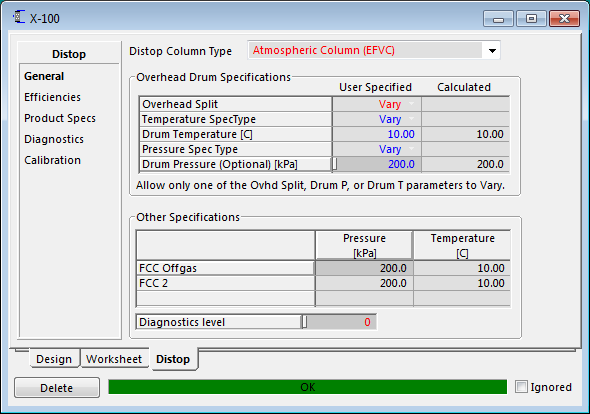 X-100
Distop
General
Efficiencies
Product Specs
Diagnostics
Calibration
Distop Column Type Atmospheric Column (EFVC)
Overhead Drum Specifications
User Specified Calculated
Overhead Split Vary
Temperature SpecType Vary
Drum Temperature [C] 10.00 10.00
Pressure Spec Type Vary
Drum Pressure (Optional) [kPa] 200.0 200.0
Allow only one of the Ovhd Split, Drum P, or Drum T parameters to Vary.
Other Specifications
Pressure Temperature
[kPa] [C]
FCC Offgas 200.0 10.00
FCC 2 200.0 10.00
Diagnostics level 0
Design Worksheet Distop
Delete OK Ignored